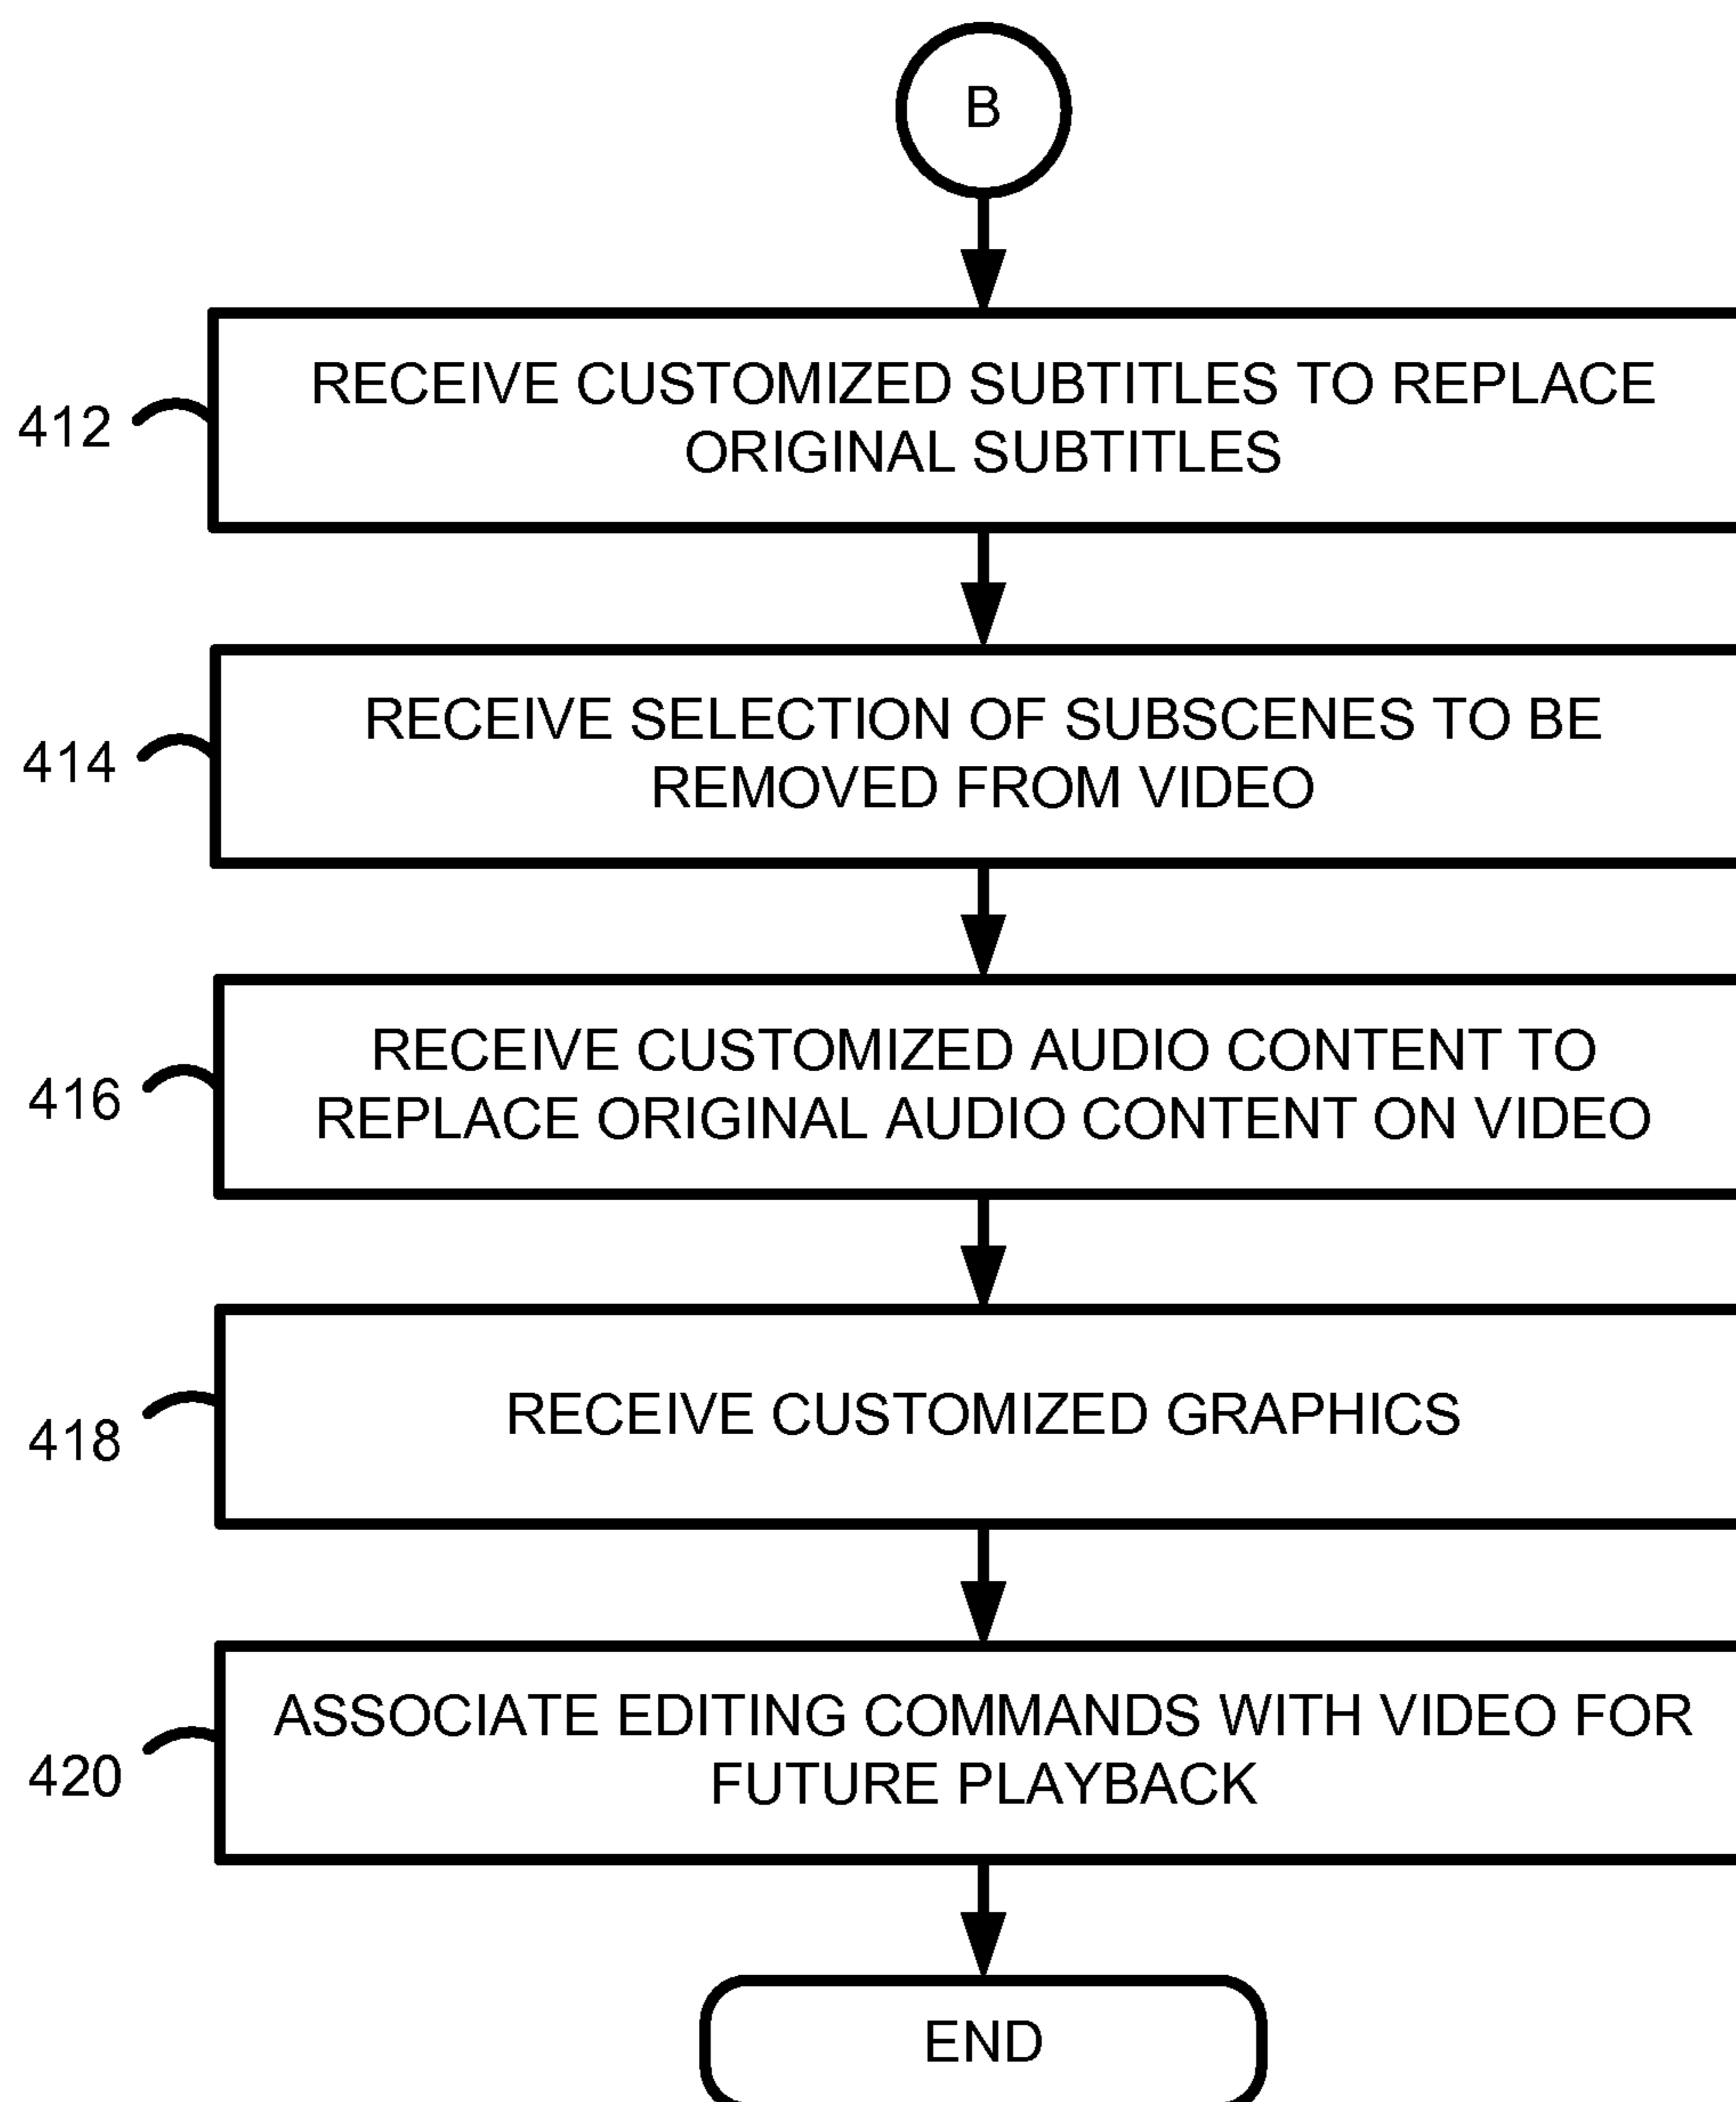 B
412
RECEIVE CUSTOMIZED SUBTITLES TO REPLACE
ORIGINAL SUBTITLES
414
RECEIVE SELECTION OF SUBSCENES TO BE
REMOVED FROM VIDEO
416
RECEIVE CUSTOMIZED AUDIO CONTENT TO
REPLACE ORIGINAL AUDIO CONTENT ON VIDEO
418
RECEIVE CUSTOMIZED GRAPHICS
420
ASSOCIATE EDITING COMMANDS WITH VIDEO FOR
FUTURE PLAYBACK
END